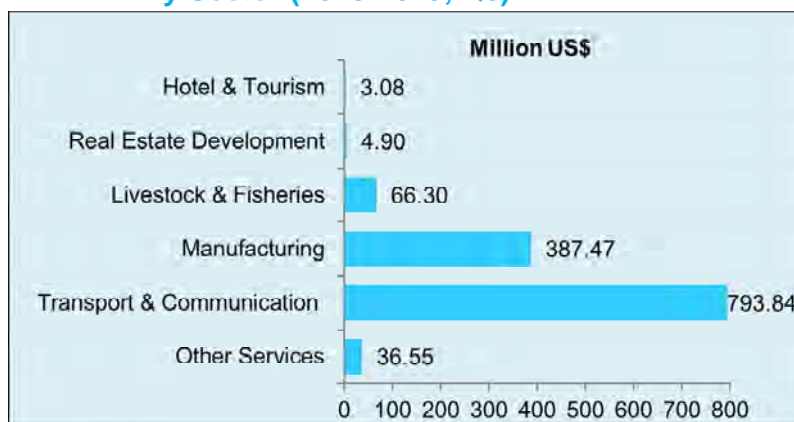 Million US$
Hotel & Tourism 3.08
Real Estate Development 4.90
Livestock & Fisheries 66.30
Manufacturing 387.47
Transport & Communication 793.84
Other Services 36.55
0 100 200 300 400 500 600 700 800